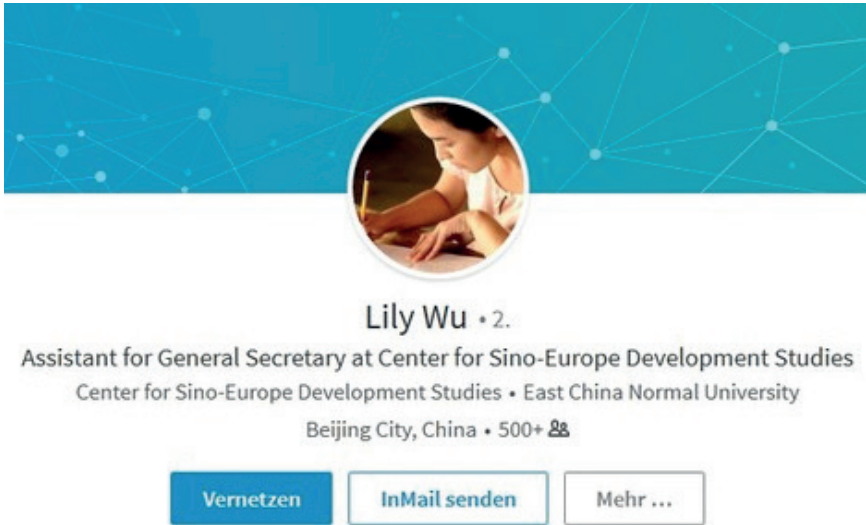 Lily Wu • 2.
Assistant for General Secretary at Center for Sino-Europe Development Studies
Center for Sino-Europe Development Studies • East China Normal University
Beijing City, China • 500+
Vernetzen
InMail senden
Mehr ...